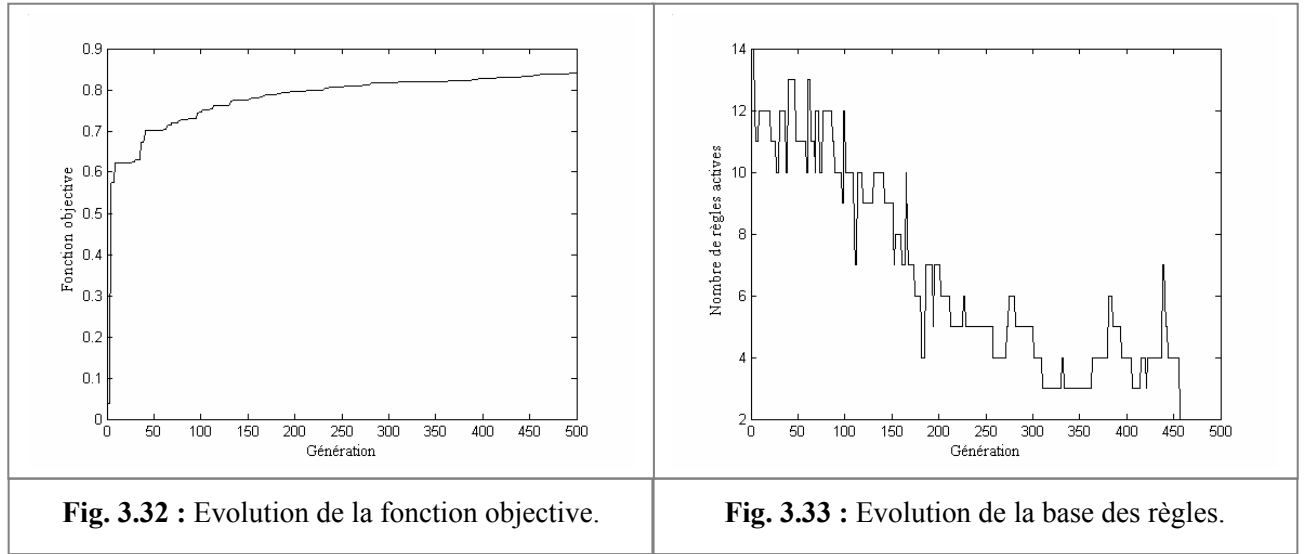 0.9
0.8
0.7
0.6
0.5
0.4
0.3
0.2
0.1
0
Fonction objective
0 50 100 150 200 250 300 350 400 450 500
Génération
14
12
10
8
6
4
2
Nombre de règles actives
0 50 100 150 200 250 300 350 400 450 500
Génération
Fig. 3.32 : Evolution de la fonction objective.
Fig. 3.33 : Evolution de la base des règles.